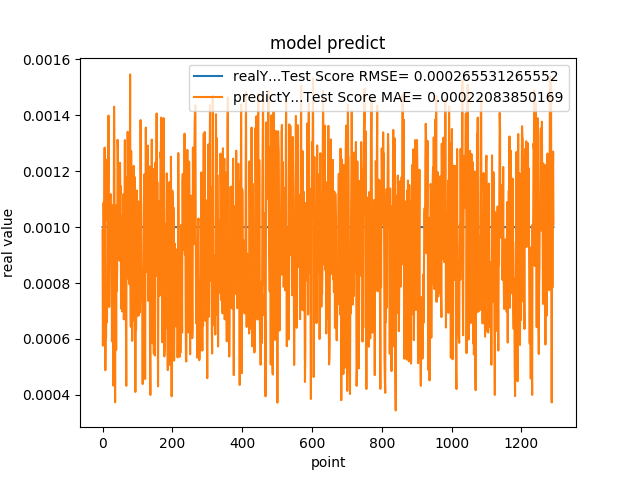 model predict
realY...Test Score RMSE= 0.000265531265552
predictY...Test Score MAE= 0.00022083850169
0.0016
0.0014
0.0012
0.0010
0.0008
0.0006
0.0004
real value
0 200 400 600 800 1000 1200
point